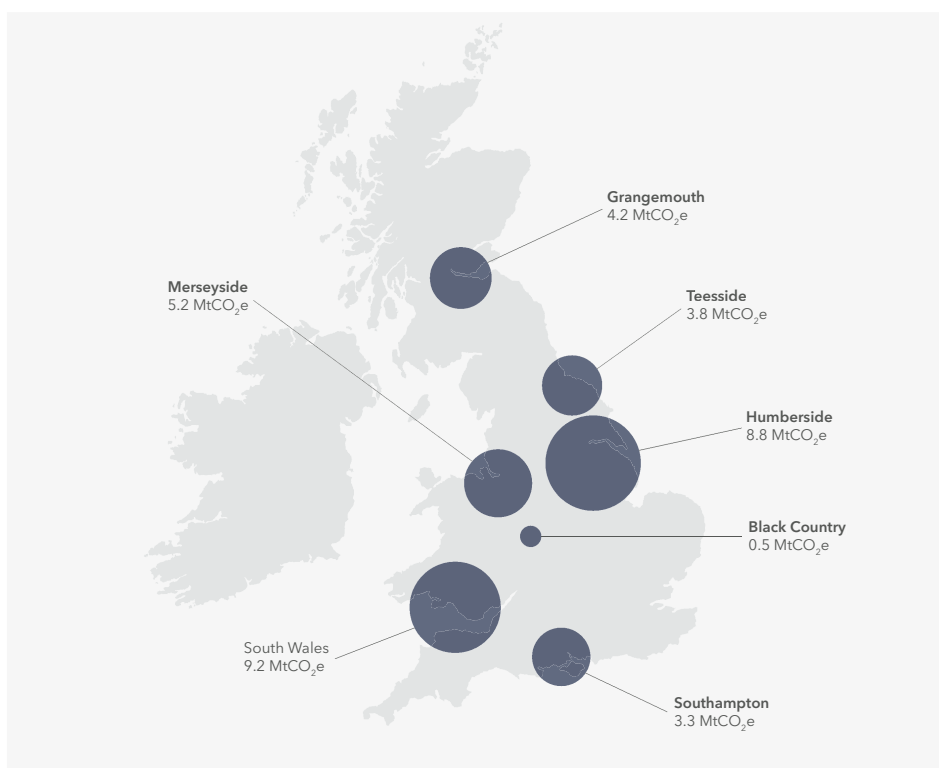 Grangemouth
4.2 MtCO₂e
Merseyside
5.2 MtCO₂e
Teesside
3.8 MtCO₂e
Humberside
8.8 MtCO₂e
Black Country
0.5 MtCO₂e
South Wales
9.2 MtCO₂e
Southampton
3.3 MtCO₂e